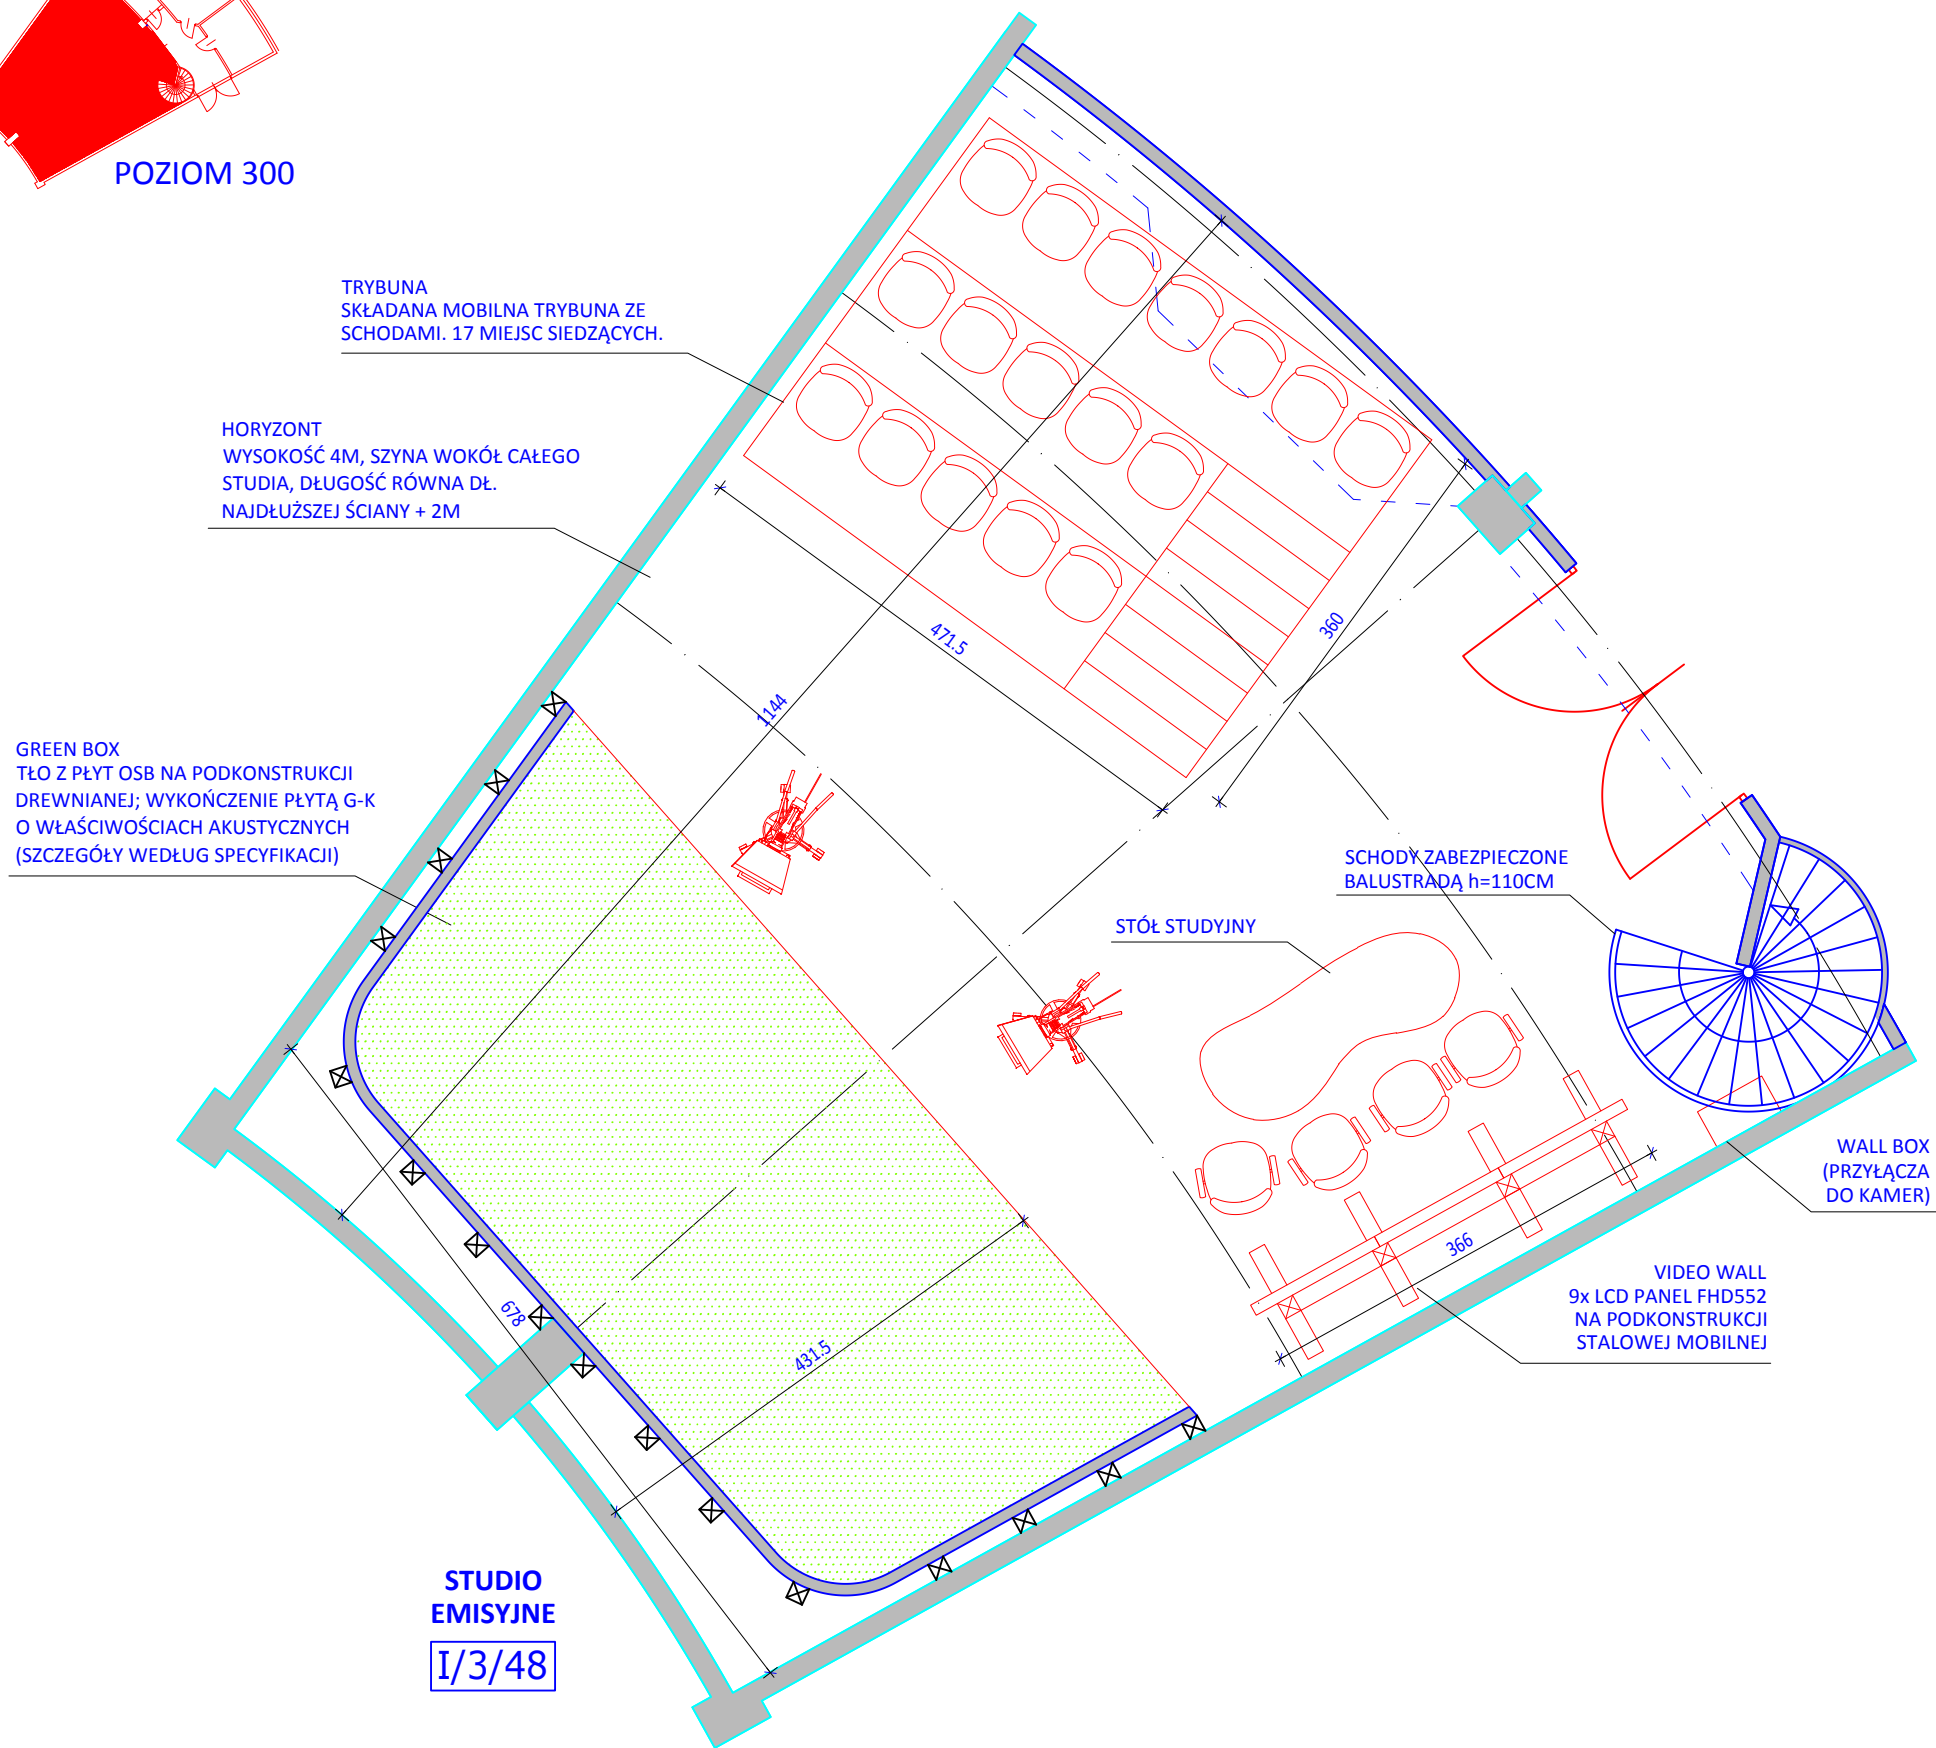 POZIOM 300
TRYBUNA
SKŁADANA MOBILNA TRYBUNA ZE
SCHODAMI. 17 MIEJSC SIEDZĄCYCH.
HORYZONT
WYSOKOŚĆ 4M, SZYNA WOKÓŁ CAŁEGO
STUDIA, DŁUGOŚĆ RÓWNA DŁ.
NAJDŁUŻSZEJ ŚCIANY + 2M
471.5
360
1144
GREEN BOX
TŁO Z PŁYT OSB NA PODKONSTRUKCJI
DREWNIANEJ; WYKOŃCZENIE PŁYTĄ G-K
O WŁAŚCIWOŚCIACH AKUSTYCZNYCH
(SZCZEGÓŁY WEDŁUG SPECYFIKACJI)
SCHODY ZABEZPIECZONE
BALUSTRADĄ h=110CM
STÓŁ STUDYJNY
WALL BOX
(PRZYŁĄCZA
DO KAMER)
366
VIDEO WALL
9x LCD PANEL FHD552
NA PODKONSTRUKCJI
STALOWEJ MOBILNEJ
678
431.5
STUDIO
EMISYJNE
I/3/48